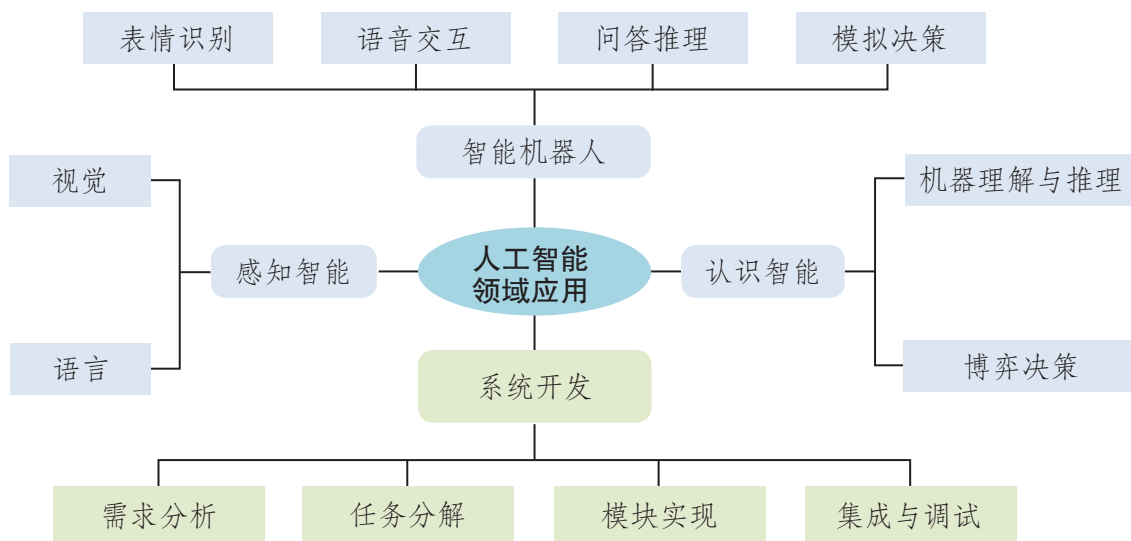 表情识别
语音交互
问答推理
模拟决策
智能机器人
视觉
机器理解与推理
感知智能
人工智能
领域应用
认识智能
语言
博弈决策
系统开发
需求分析
任务分解
模块实现
集成与调试